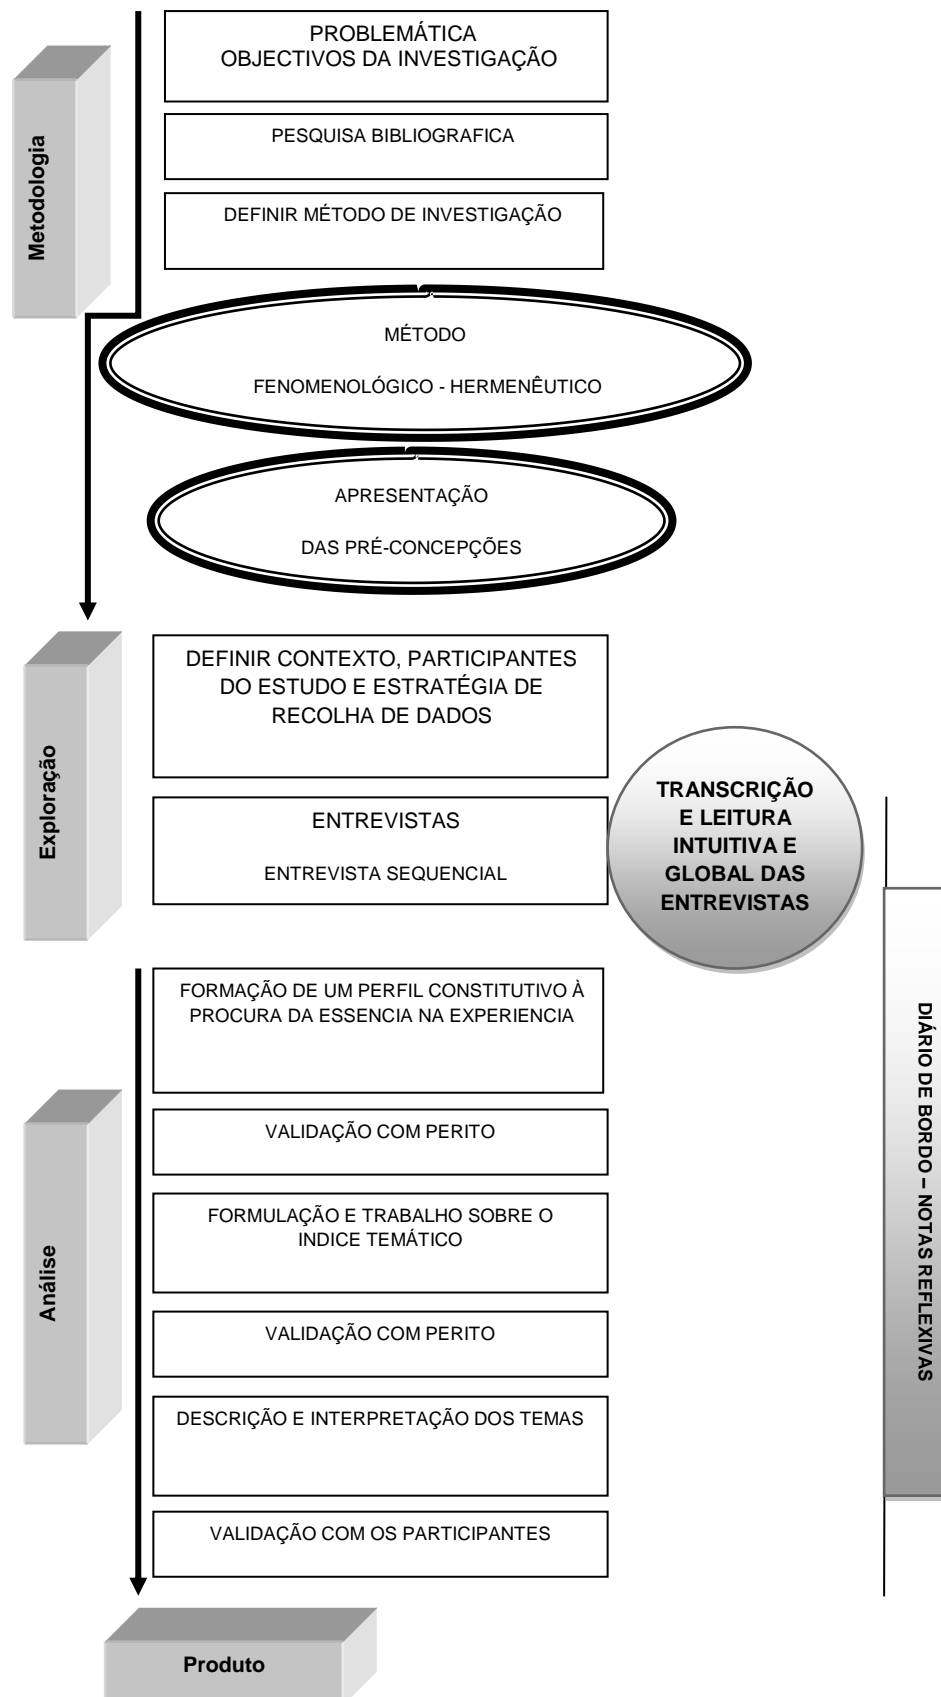 PROBLEMÁTICA
OBJECTIVOS DA INVESTIGAÇÃO
Metodologia
PESQUISA BIBLIOGRAFICA
DEFINIR MÉTODO DE INVESTIGAÇÃO
MÉTODO
FENOMENOLÓGICO - HERMENÊUTICO
APRESENTAÇÃO
DAS PRÉ-CONCEPÇÕES
Exploração
DEFINIR CONTEXTO, PARTICIPANTES
DO ESTUDO E ESTRATÉGIA DE
RECOLHA DE DADOS
ENTREVISTAS
ENTREVISTA SEQUENCIAL
TRANSCRIÇÃO
E LEITURA
INTUITIVA E
GLOBAL DAS
ENTREVISTAS
DIÁRIO DE BORDO – NOTAS REFLEXIVAS
Análise
FORMAÇÃO DE UM PERFIL CONSTITUTIVO À
PROCURA DA ESSENCIA NA EXPERIENCIA
VALIDAÇÃO COM PERITO
FORMULAÇÃO E TRABALHO SOBRE O
INDICE TEMÁTICO
VALIDAÇÃO COM PERITO
DESCRIÇÃO E INTERPRETAÇÃO DOS TEMAS
VALIDAÇÃO COM OS PARTICIPANTES
Produto